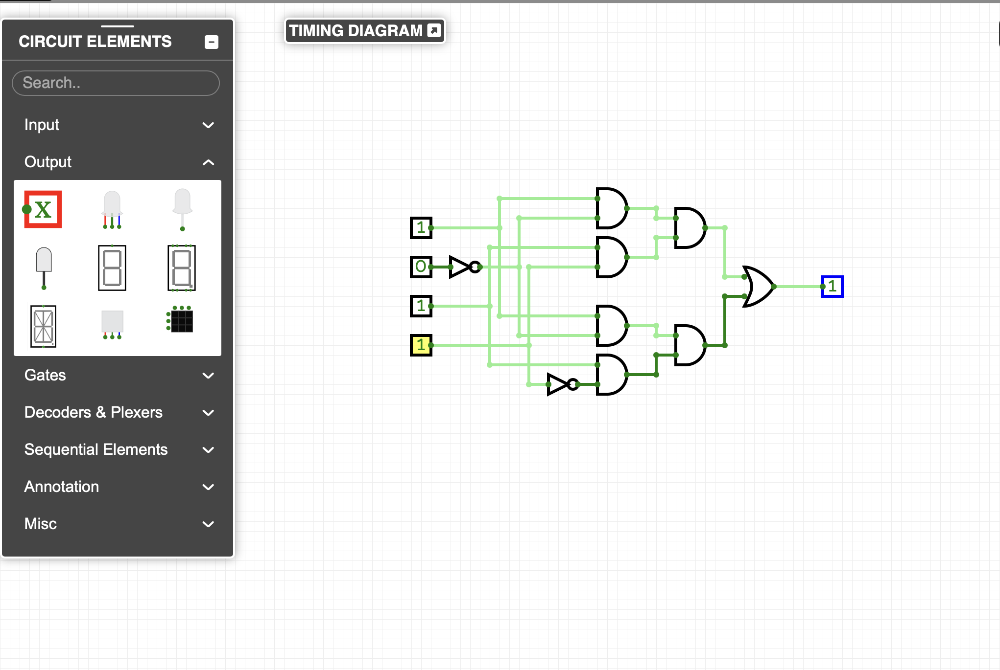 CIRCUIT ELEMENTS
Search..
Input
Output
X
Gates
Decoders & Plexers
Sequential Elements
Annotation
Misc
TIMING DIAGRAM
1
0
1
1
1